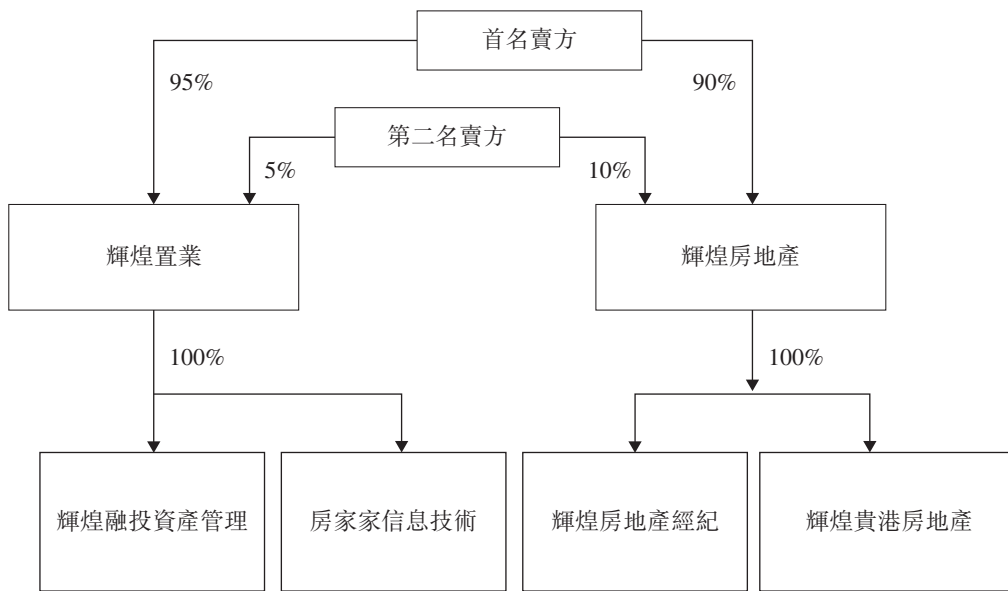 首名賣方
95%
90%
第二名賣方
5%
10%
輝煌置業
輝煌房地產
100%
100%
輝煌融投資產管理
房家家信息技術
輝煌房地產經紀
輝煌貴港房地產